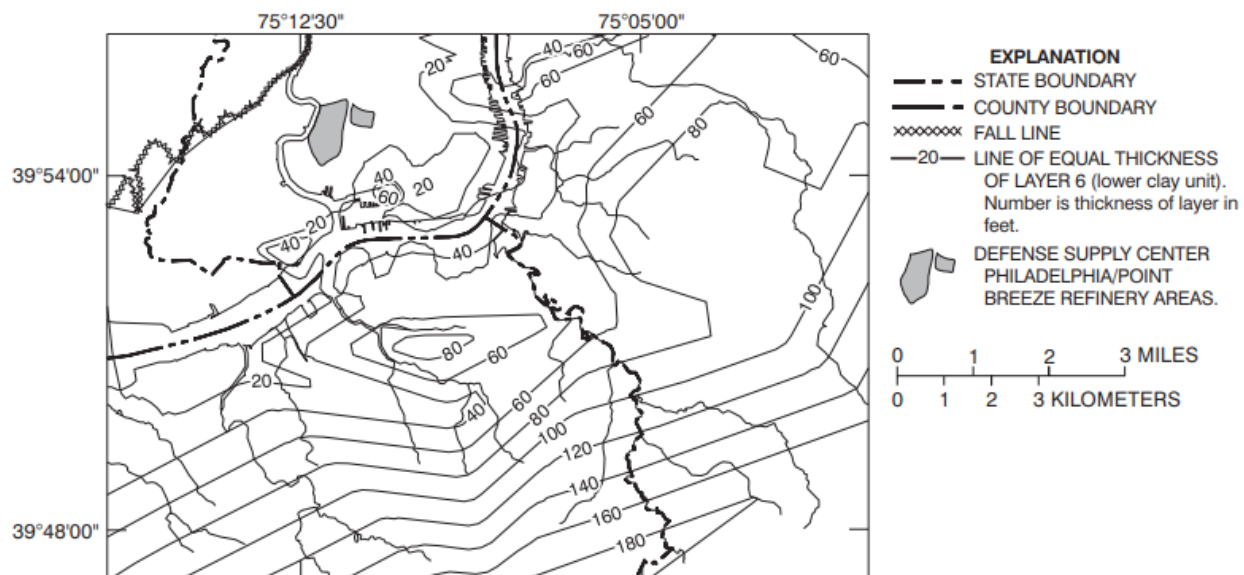 75°12'30"
75°05'00"
40
20
60
40
60
60
60
80
39°54'00"
40
60
20
20
40
40
40
100
80
60
20
40
60
80
100
120
140
160
180
39°48'00"
EXPLANATION
STATE BOUNDARY
COUNTY BOUNDARY
FALL LINE
20 LINE OF EQUAL THICKNESS
OF LAYER 6 (lower clay unit).
Number is thickness of layer in
feet.
DEFENSE SUPPLY CENTER
PHILADELPHIA/POINT
BREEZE REFINERY AREAS.
0 1 2 3 MILES
0 1 2 3 KILOMETERS